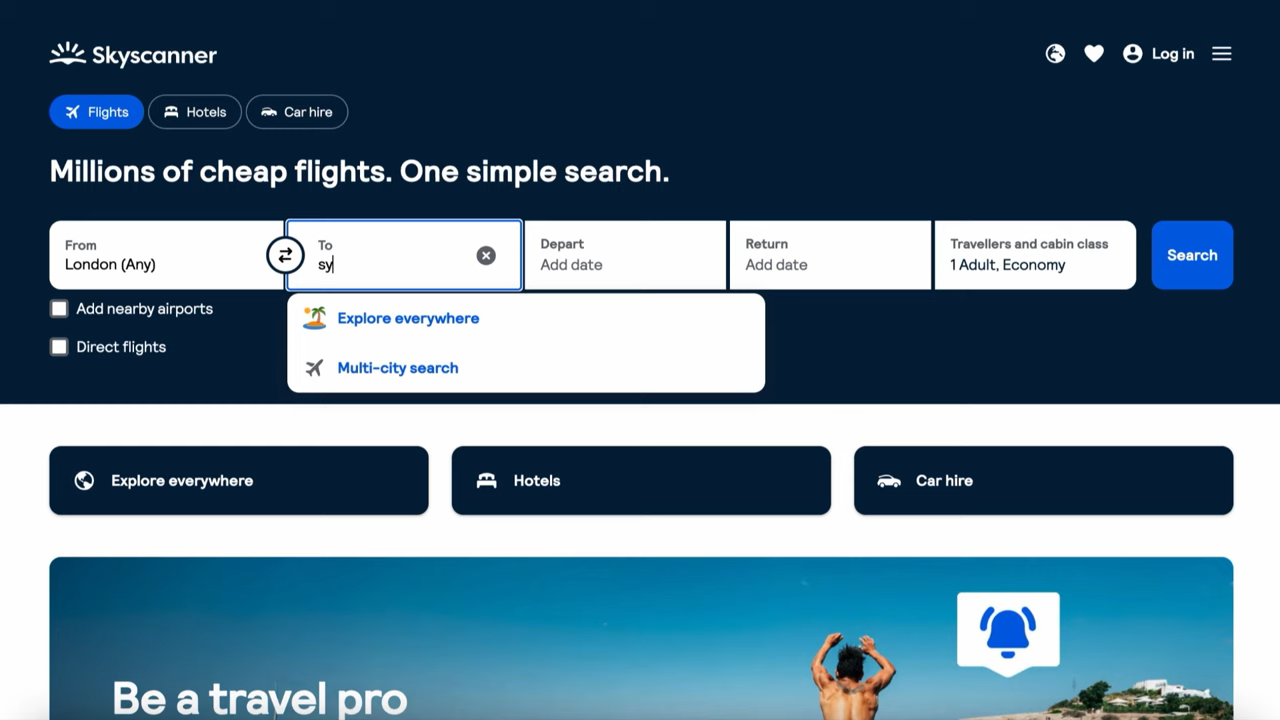 Skyscanner
Log in
Flights
Hotels
Car hire
Millions of cheap flights. One simple search.
From
London (Any)
To
sy
Depart
Add date
Return
Add date
Travellers and cabin class
1 Adult, Economy
Search
Add nearby airports
Direct flights
Explore everywhere
Multi-city search
Explore everywhere
Hotels
Car hire
Be a travel pro